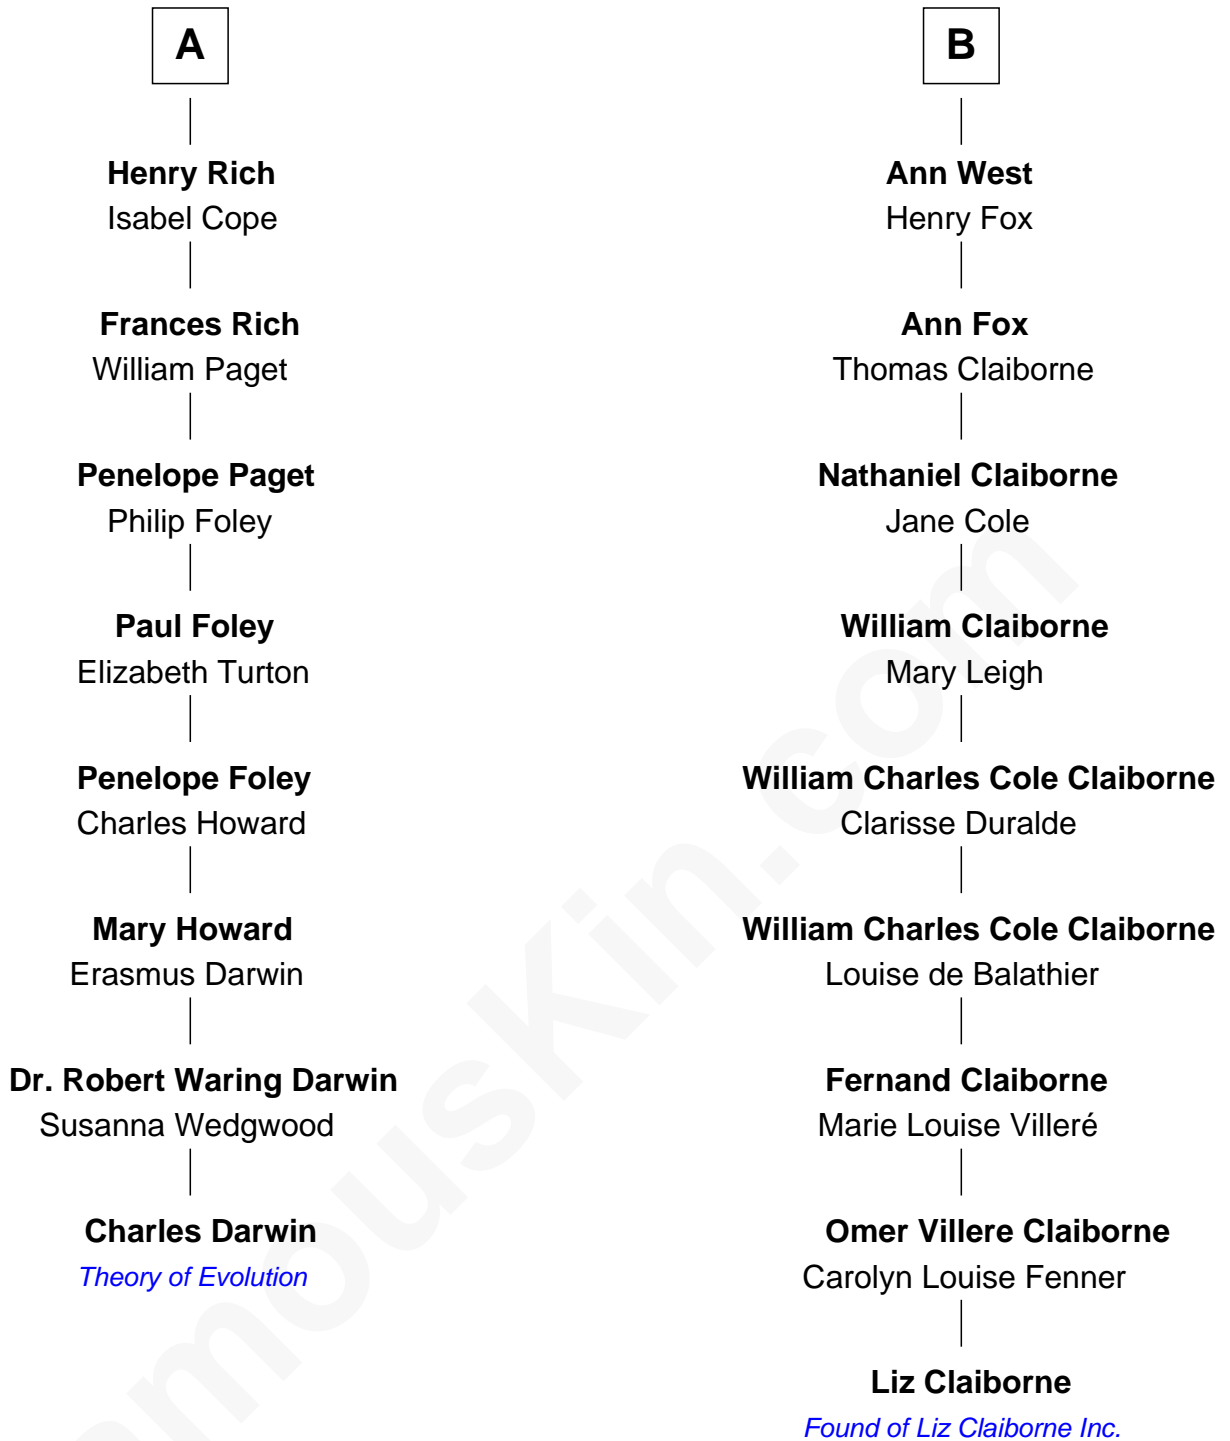 A
Henry Rich
Isabel Cope
Frances Rich
William Paget
Penelope Paget
Philip Foley
Paul Foley
Elizabeth Turton
Penelope Foley
Charles Howard
Mary Howard
Erasmus Darwin
Dr. Robert Waring Darwin
Susanna Wedgwood
Charles Darwin
Theory of Evolution
B
Ann West
Henry Fox
Ann Fox
Thomas Claiborne
Nathaniel Claiborne
Jane Cole
William Claiborne
Mary Leigh
William Charles Cole Claiborne
Clarisse Duralde
William Charles Cole Claiborne
Louise de Balathier
Fernand Claiborne
Marie Louise Villeré
Omer Villere Claiborne
Carolyn Louise Fenner
Liz Claiborne
Found of Liz Claiborne Inc.
amousKin.com